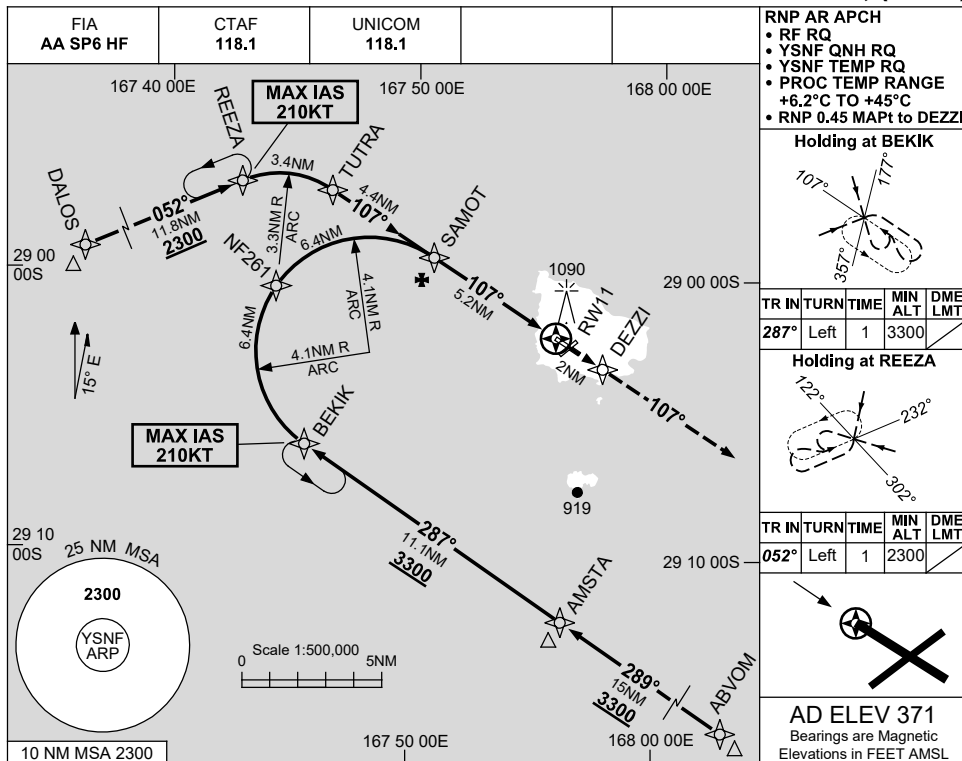 FIA
AA SP6 HF
CTAF
118.1
UNICOM
118.1
RNP AR APCH
• RF RQ
• YSNF QNH RQ
• YSNF TEMP RQ
• PROC TEMP RANGE
+6.2°C TO +45°C
• RNP 0.45 MAPt to DEZZI
167 40 00E
167 50 00E
168 00 00E
MAX IAS
210KT
REEZA
3.4NM
TUTRA
DALOS
052°
11.8NM
2300
4.4NM
107°
SAMOT
3.3NM R
ARC
NF261
6.4NM
4.1NM R
ARC
29 00
00S
29 00 00S
107°
5.2NM
1090
RW11
DEZZI
2NM
107°
6.4NM
4.1NM R
ARC
15° E
BEKIK
MAX IAS
210KT
919
287°
11.1NM
3300
29 10
00S
29 10 00S
AMSTA
289°
15NM
3300
ABVOM
25 NM MSA
2300
YSNF
ARP
Scale 1:500,000
0
5NM
10 NM MSA 2300
167 50 00E
168 00 00E
Holding at BEKIK
107°
177°
357°
TR IN TURN TIME MIN ALT DME LMT
287° Left 1 3300
Holding at REEZA
122°
232°
302°
TR IN TURN TIME MIN ALT DME LMT
052° Left 1 2300
AD ELEV 371
Bearings are Magnetic
Elevations in FEET AMSL